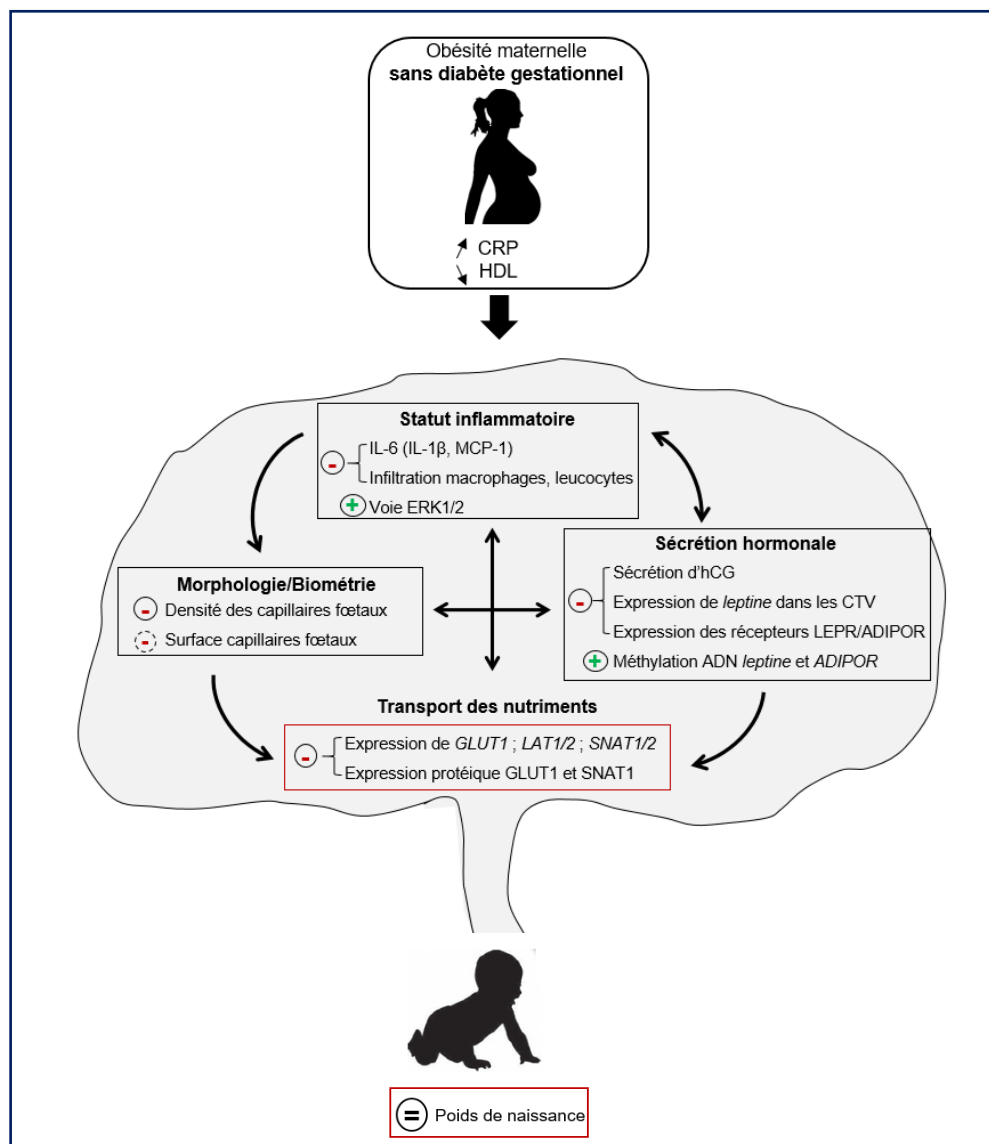 Obésité maternelle
sans diabète gestationnel
CRP
HDL
Statut inflammatoire
- IL-6 (IL-1β, MCP-1)
Infiltration macrophages, leucocytes
+ Voie ERK1/2
Morphologie/Biométrie
- Densité des capillaires fœtaux
- Surface capillaires fœtaux
Sécrétion hormonale
Sécrétion d’hCG
- Expression de leptine dans les CTV
Expression des récepteurs LEPR/ADIPOR
+ Méthylation ADN leptine et ADIPOR
Transport des nutriments
- Expression de GLUT1 ; LAT1/2 ; SNAT1/2
Expression protéique GLUT1 et SNAT1
= Poids de naissance